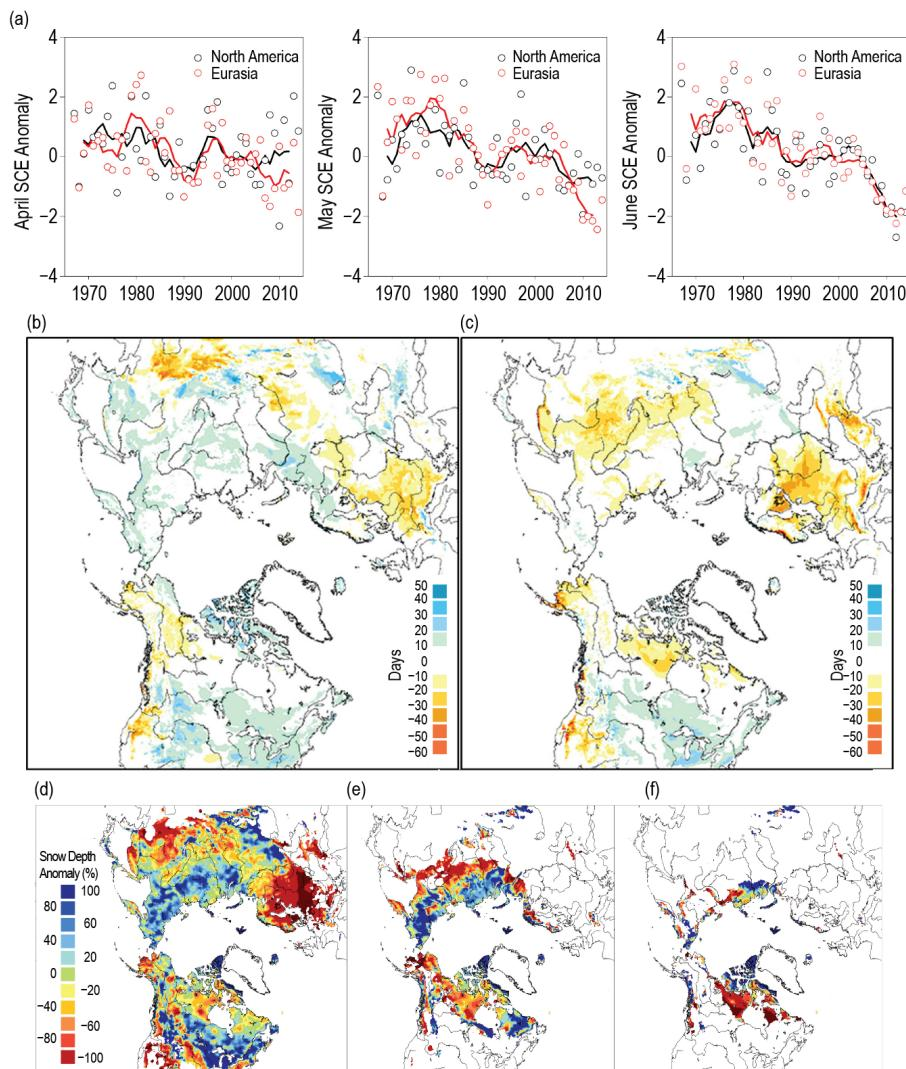 (a)
4
2
0
−2
−4
April SCE Anomaly
North America
Eurasia
1970 1980 1990 2000 2010
4
2
0
−2
−4
May SCE Anomaly
North America
Eurasia
1970 1980 1990 2000 2010
4
2
0
−2
−4
June SCE Anomaly
North America
Eurasia
1970 1980 1990 2000 2010
(b)
50
40
30
20
10
0
−10
−20
−30
−40
−50
−60
Days
(c)
50
40
30
20
10
0
−10
−20
−30
−40
−50
−60
Days
(d)
Snow Depth
Anomaly (%)
100
80
60
40
20
0
−20
−40
−60
−80
−100
(e)
(f)